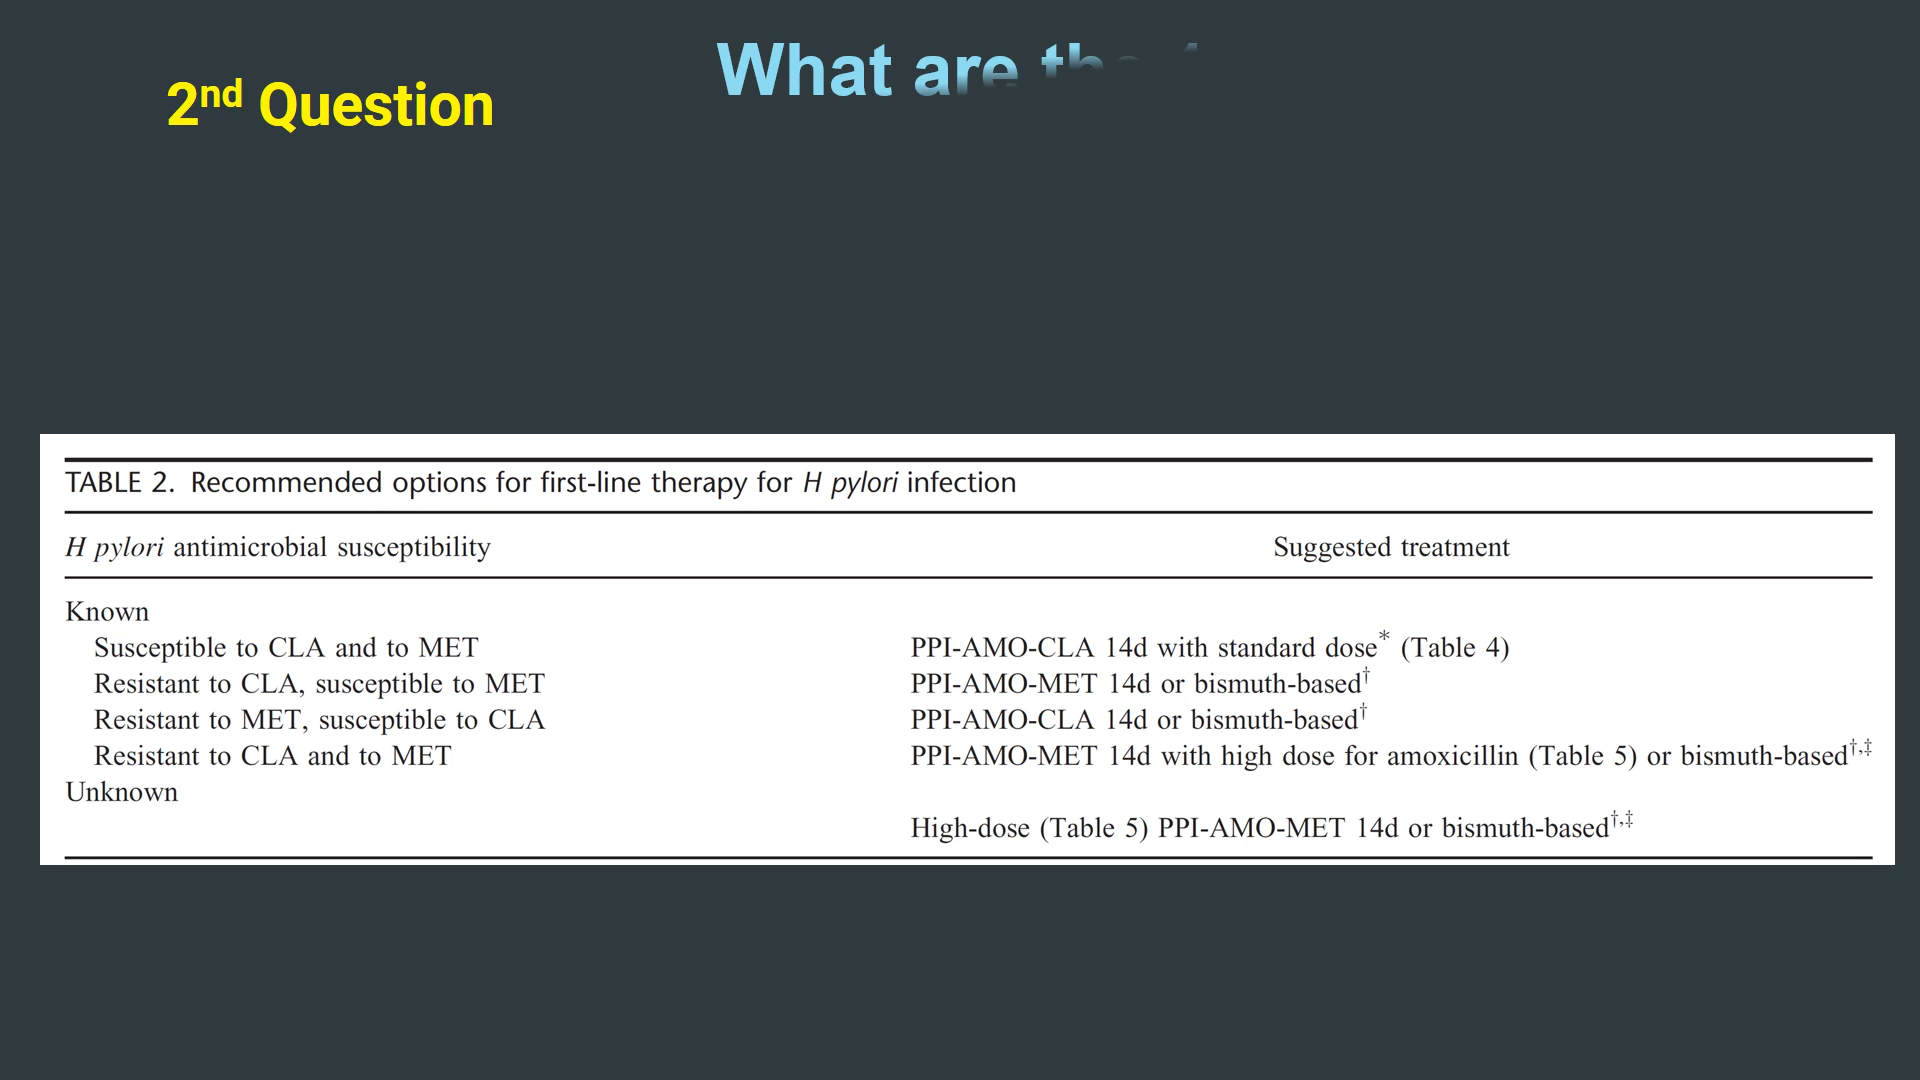 What are
2nd Question
TABLE 2. Recommended options for first-line therapy for H pylori infection
H pylori antimicrobial susceptibility Suggested treatment
Known
Susceptible to CLA and to MET PPI-AMO-CLA 14d with standard dose* (Table 4)
Resistant to CLA, susceptible to MET PPI-AMO-MET 14d or bismuth-based†
Resistant to MET, susceptible to CLA PPI-AMO-CLA 14d or bismuth-based†
Resistant to CLA and to MET PPI-AMO-MET 14d with high dose for amoxicillin (Table 5) or bismuth-based†,‡
Unknown
High-dose (Table 5) PPI-AMO-MET 14d or bismuth-based†,‡